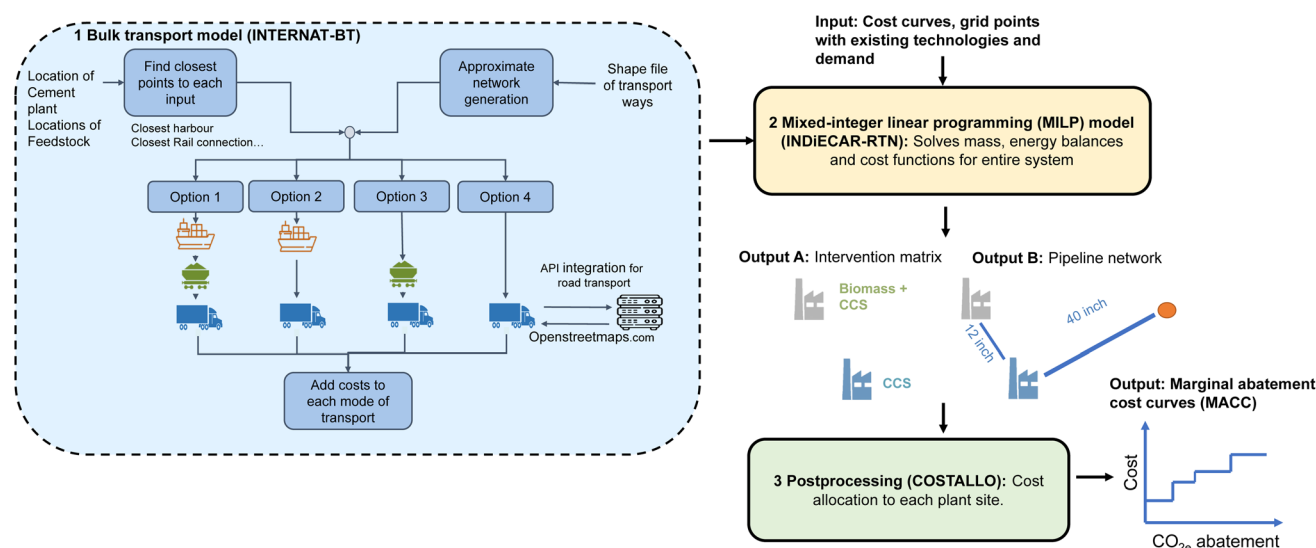 1 Bulk transport model (INTERNAT-BT)
Location of
Cement
plant
Locations of
Feedstock
Find closest
points to each
input
Closest harbour
Closest Rail connection…
Approximate
network
generation
Shape file
of transport
ways
Option 1
Option 2
Option 3
Option 4
API integration for
road transport
Openstreetmaps.com
Add costs to
each mode of
transport
Input: Cost curves, grid points
with existing technologies and
demand
2 Mixed-integer linear programming (MILP) model
(INDiECAR-RTN): Solves mass, energy balances
and cost functions for entire system
Output A: Intervention matrix
Output B: Pipeline network
Biomass +
CCS
CCS
12 inch
40 inch
3 Postprocessing (COSTALLO): Cost
allocation to each plant site.
Output: Marginal abatement
cost curves (MACC)
Cost
CO2e abatement